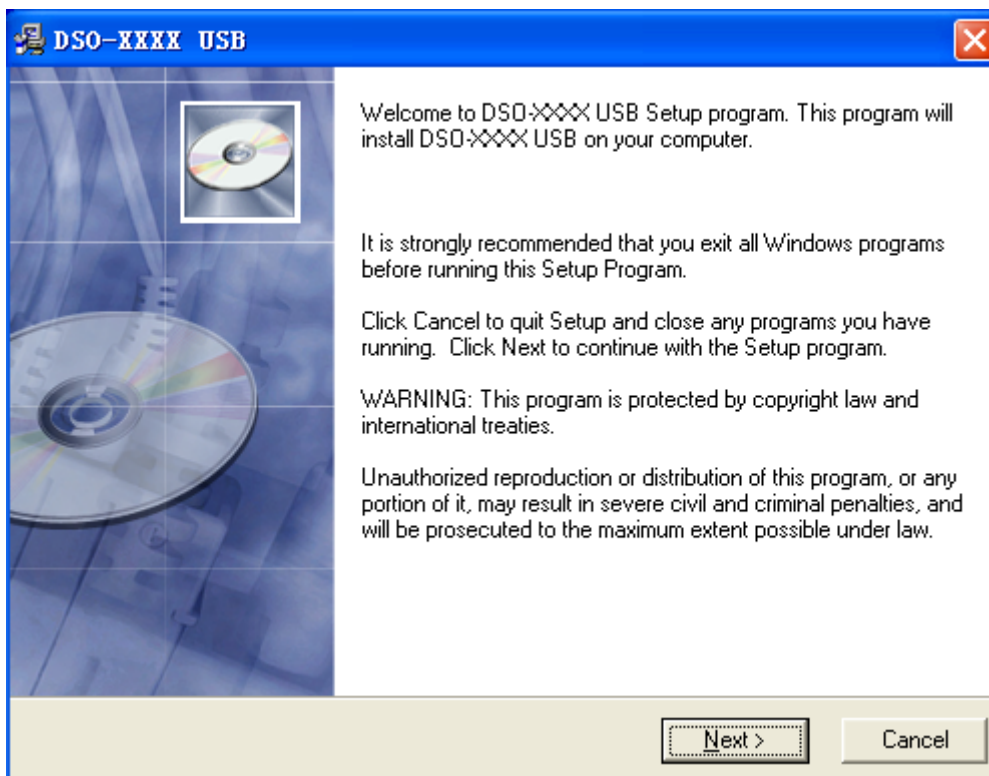 DSO-XXXX USB
Welcome to DSO-XXXX USB Setup program. This program will
install DSO-XXXX USB on your computer.
It is strongly recommended that you exit all Windows programs
before running this Setup Program.
Click Cancel to quit Setup and close any programs you have
running.  Click Next to continue with the Setup program.
WARNING: This program is protected by copyright law and
international treaties.
Unauthorized reproduction or distribution of this program, or any
portion of it, may result in severe civil and criminal penalties, and
will be prosecuted to the maximum extent possible under law.
Next >
Cancel